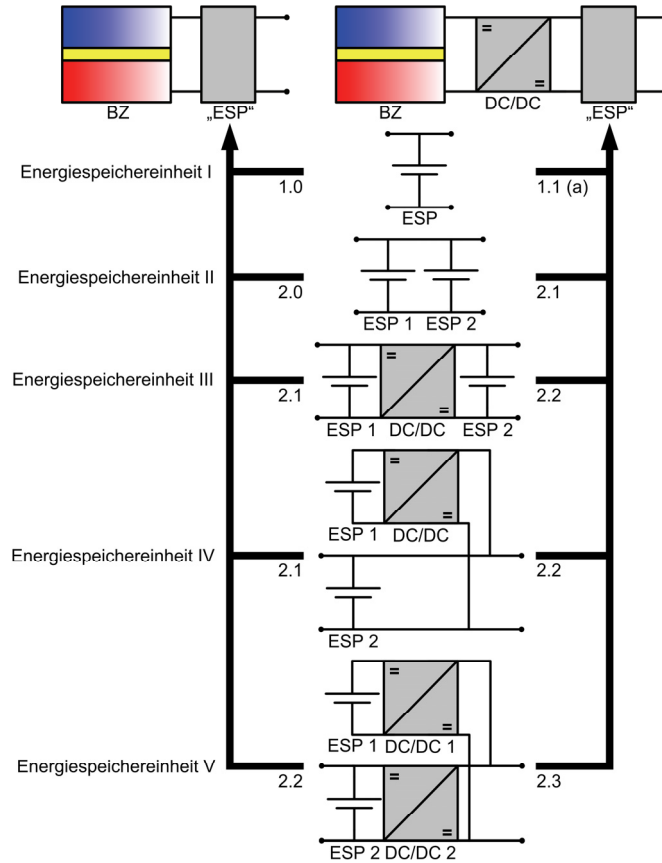 BZ „ESP“ BZ DC/DC „ESP“
Energiespeichereinheit I 1.0 ESP 1.1 (a)
Energiespeichereinheit II 2.0 ESP 1 ESP 2 2.1
Energiespeichereinheit III 2.1 ESP 1 DC/DC ESP 2 2.2
ESP 1 DC/DC
Energiespeichereinheit IV 2.1 2.2
ESP 2
ESP 1 DC/DC 1
Energiespeichereinheit V 2.2 2.3
ESP 2 DC/DC 2